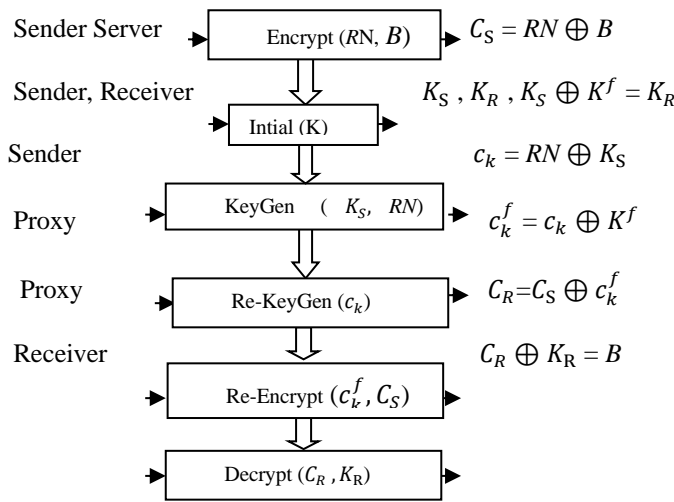 Sender Server Encrypt (RN, B) C_S = RN ⊕ B
Sender, Receiver K_S , K_R , K_S ⊕ K^f = K_R
Intial (K)
Sender c_k = RN ⊕ K_S
KeyGen ( K_S, RN)
Proxy c_k^f = c_k ⊕ K^f
Proxy Re-KeyGen (c_k) C_R=C_S ⊕ c_k^f
Receiver C_R ⊕ K_R = B
Re-Encrypt (c_k^f, C_S)
Decrypt (C_R , K_R)